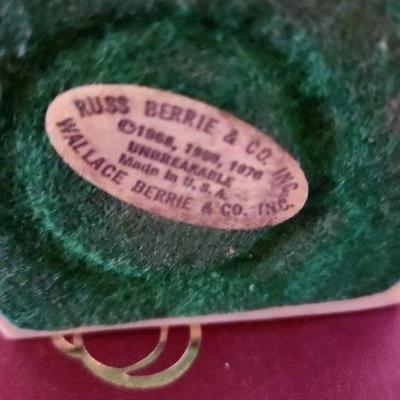 RUSS BERRIE & CO. INC.
©1968, 1969, 1970
UNBREAKABLE
Made in U.S.A.
WALLACE BERRIE & CO. INC.